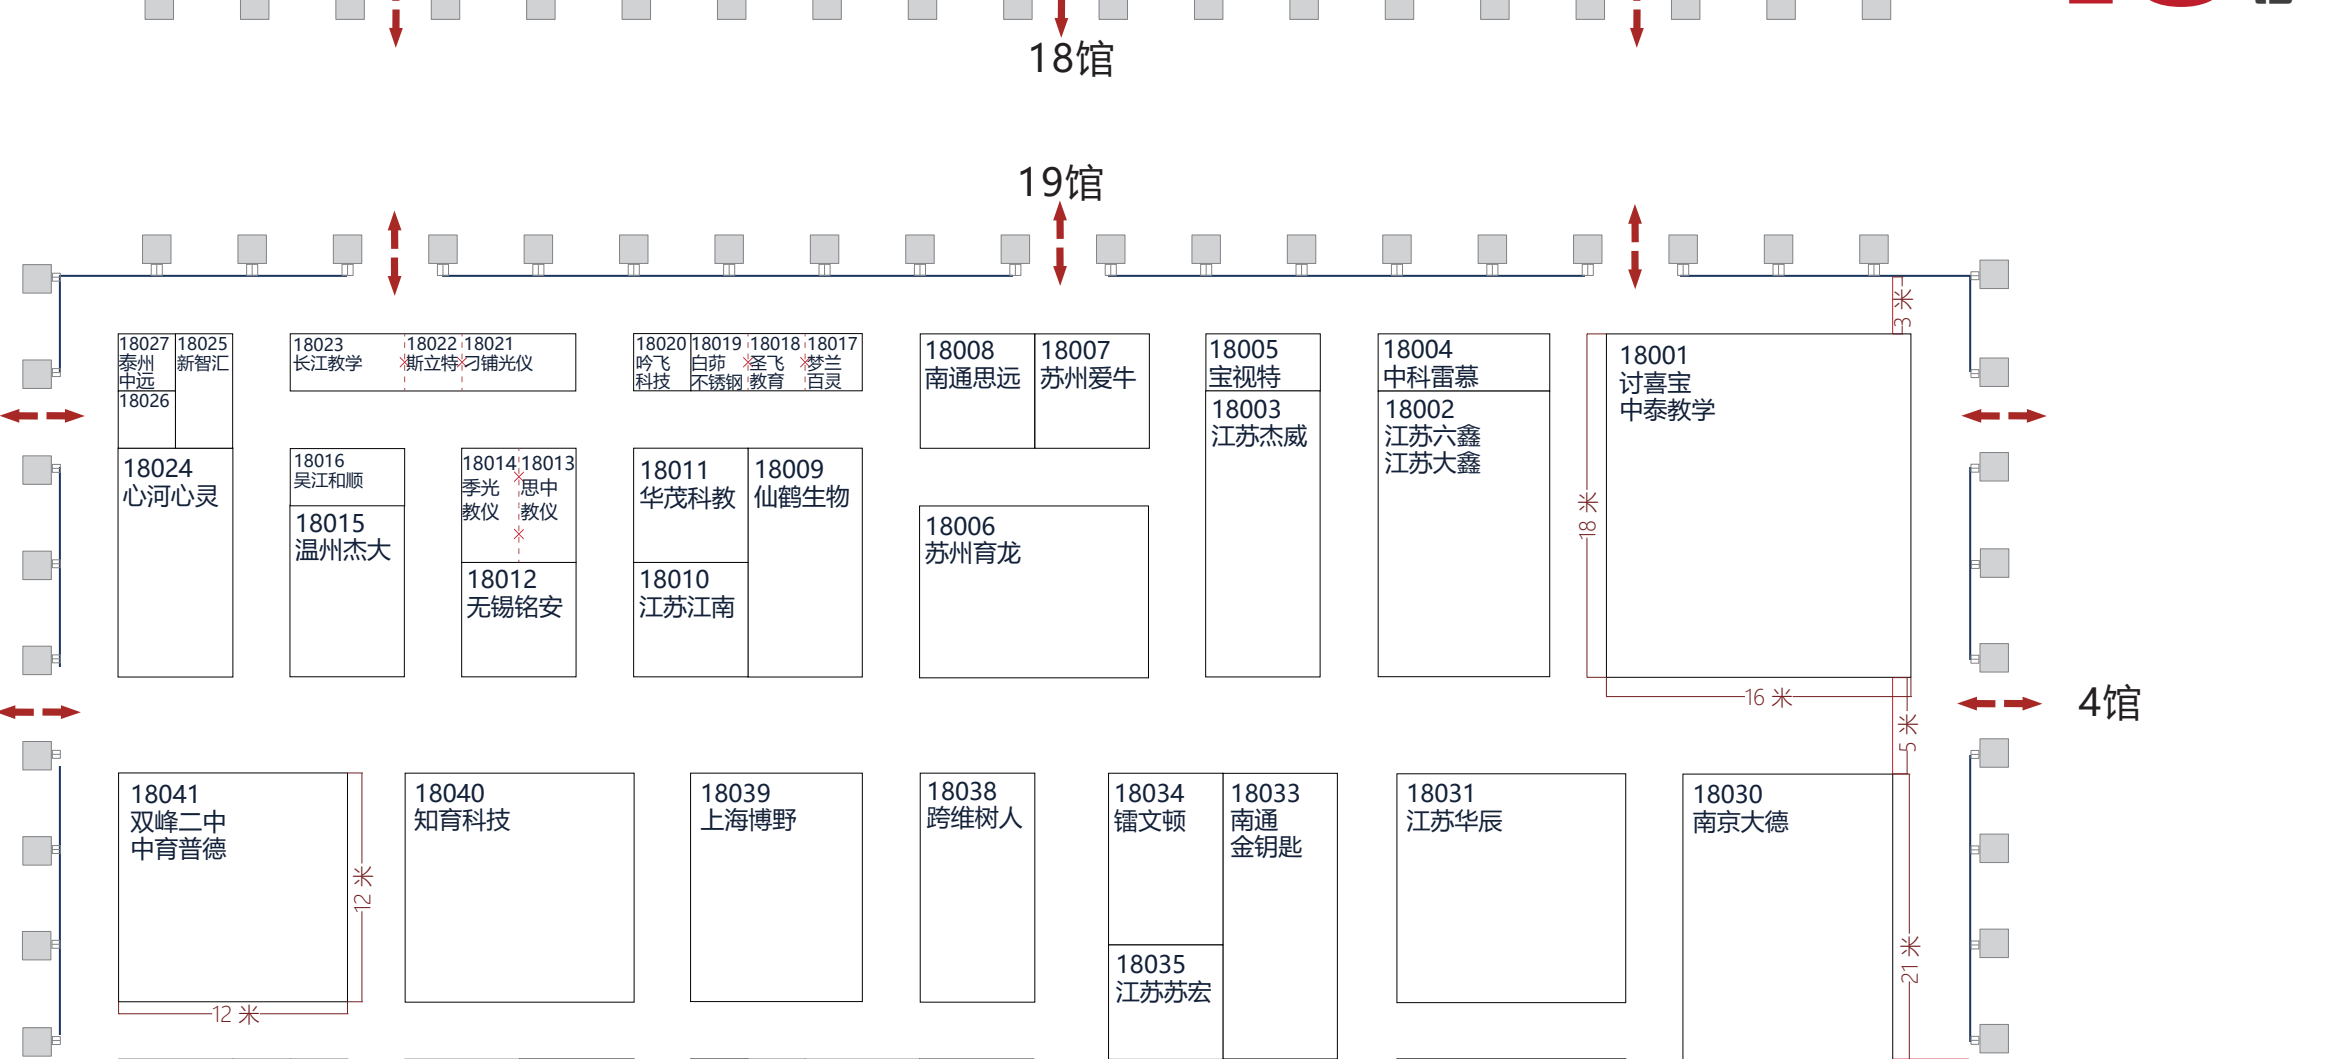 18馆
19馆
3 米
18027
泰州
中远
18025
新智汇
18026
18023
长江教学
18022
斯立特
18021
刁铺光仪
18020
吟飞
科技
18019
白茆
不锈钢
18018
圣飞
教育
18017
梦兰
百灵
18008
南通思远
18007
苏州爱牛
18005
宝视特
18004
中科雷慕
18001
讨喜宝
中泰教学
18003
江苏杰威
18002
江苏六鑫
江苏大鑫
18024
心河心灵
18016
吴江和顺
18015
温州杰大
18014
季光
教仪
18013
思中
教仪
18012
无锡铭安
18011
华茂科教
18009
仙鹤生物
18010
江苏江南
18006
苏州育龙
18 米
16 米
5 米
4馆
18041
双峰二中
中育普德
12 米
12 米
18040
知育科技
18039
上海博野
18038
跨维树人
18034
镭文顿
18033
南通
金钥匙
18035
江苏苏宏
18031
江苏华辰
18030
南京大德
21 米